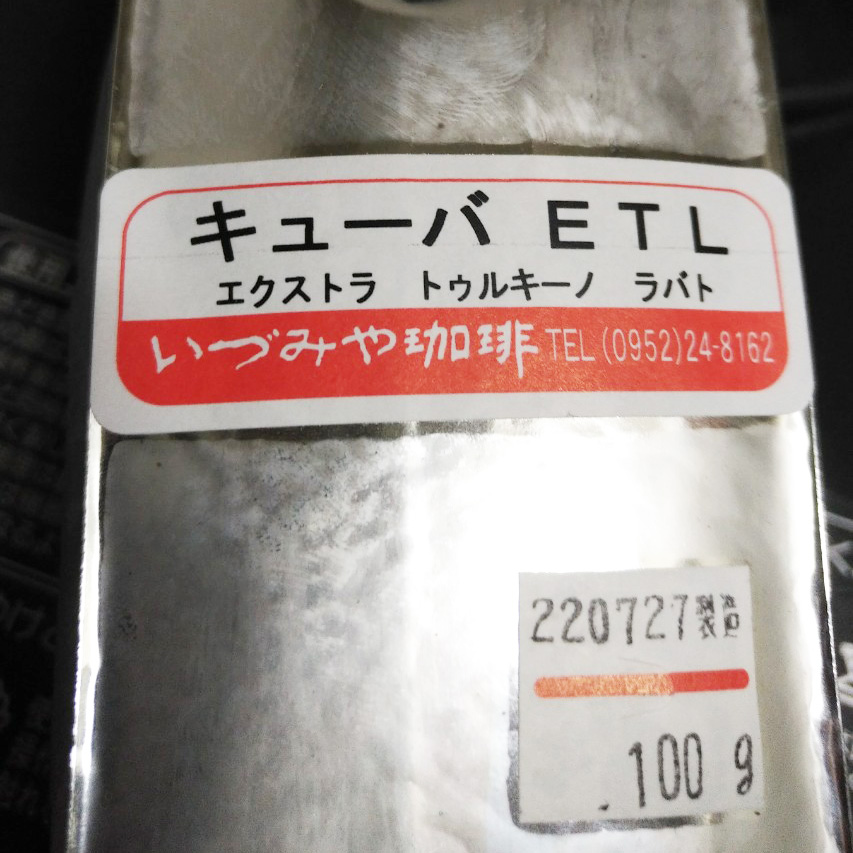 キューバ ETL
エクストラ トゥルキーノ ラバト
いづみや珈琲 TEL (0952)24-8162
220727製造
.100 g